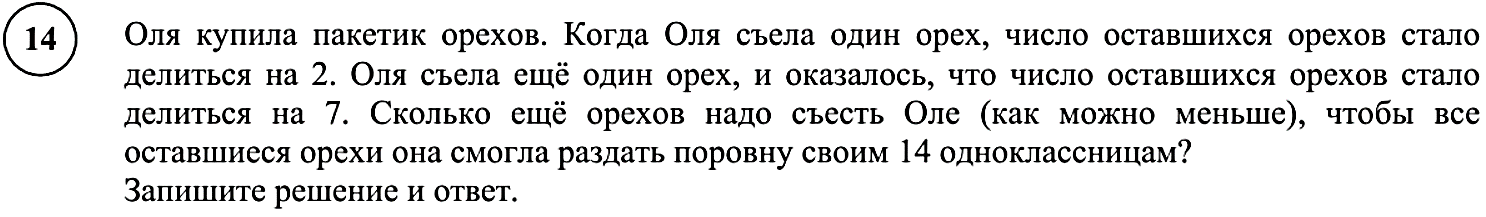 14
Оля купила пакетик орехов. Когда Оля съела один орех, число оставшихся орехов стало
делиться на 2. Оля съела ещё один орех, и оказалось, что число оставшихся орехов стало
делиться на 7. Сколько ещё орехов надо съесть Оле (как можно меньше), чтобы все
оставшиеся орехи она смогла раздать поровну своим 14 одноклассницам?
Запишите решение и ответ.